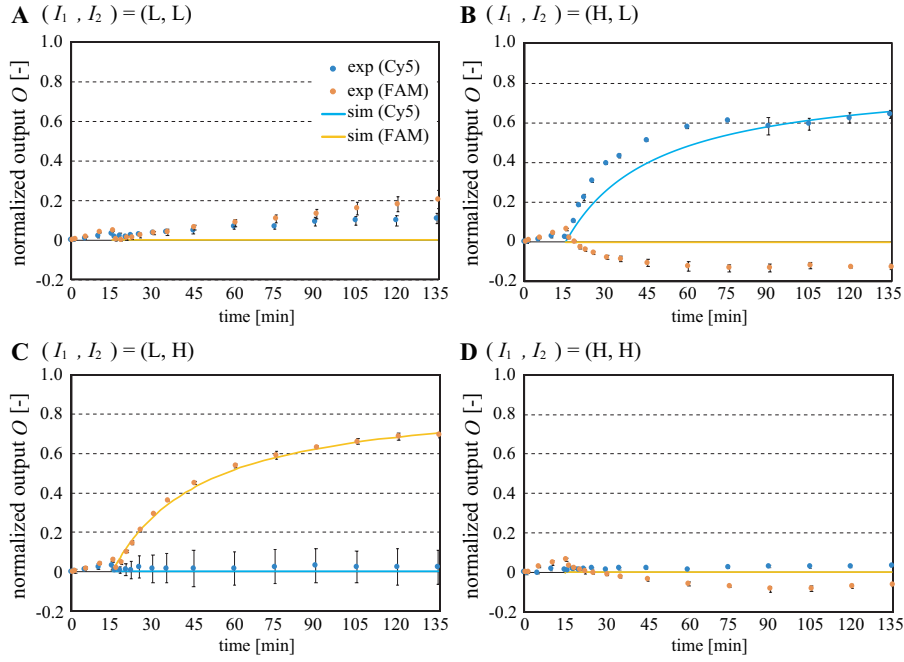 A ( I1 , I2 ) = (L, L)
normalized output O [-]
1.0
0.8
0.6
0.4
0.2
0
-0.2
exp (Cy5)
exp (FAM)
sim (Cy5)
sim (FAM)
0 15 30 45 60 75 90 105 120 135
time [min]
B ( I1 , I2 ) = (H, L)
normalized output O [-]
1.0
0.8
0.6
0.4
0.2
0
-0.2
0 15 30 45 60 75 90 105 120 135
time [min]
C ( I1 , I2 ) = (L, H)
normalized output O [-]
1.0
0.8
0.6
0.4
0.2
0
-0.2
0 15 30 45 60 75 90 105 120 135
time [min]
D ( I1 , I2 ) = (H, H)
normalized output O [-]
1.0
0.8
0.6
0.4
0.2
0
-0.2
0 15 30 45 60 75 90 105 120 135
time [min]